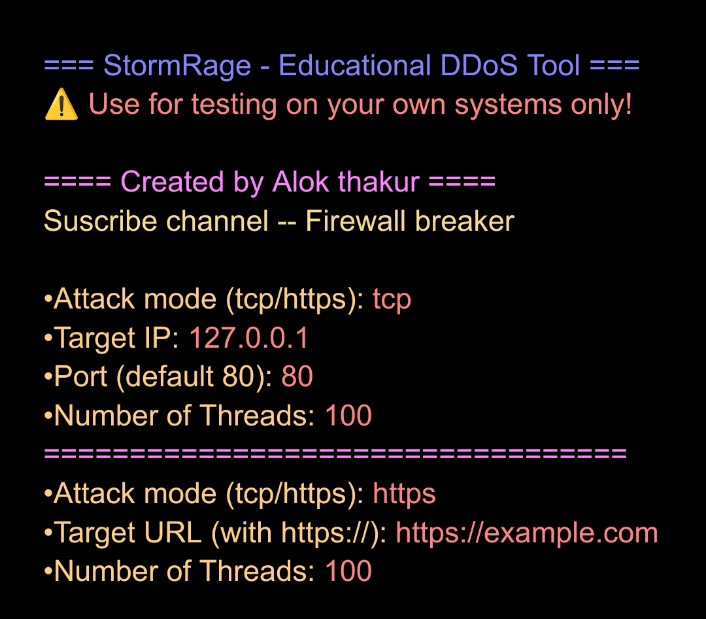 === StormRage - Educational DDoS Tool ===
⚠️ Use for testing on your own systems only!
==== Created by Alok thakur ====
Suscribe channel -- Firewall breaker
•Attack mode (tcp/https): tcp
•Target IP: 127.0.0.1
•Port (default 80): 80
•Number of Threads: 100
==================================
•Attack mode (tcp/https): https
•Target URL (with https://): https://example.com
•Number of Threads: 100